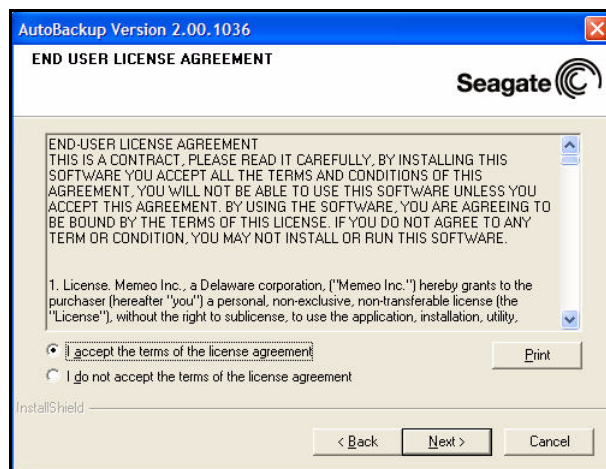 AutoBackup Version 2.00.1036
END USER LICENSE AGREEMENT
Seagate
END-USER LICENSE AGREEMENT
THIS IS A CONTRACT, PLEASE READ IT CAREFULLY, BY INSTALLING THIS
SOFTWARE YOU ACCEPT ALL THE TERMS AND CONDITIONS OF THIS
AGREEMENT, YOU WILL NOT BE ABLE TO USE THIS SOFTWARE UNLESS YOU
ACCEPT THIS AGREEMENT. BY USING THE SOFTWARE, YOU ARE AGREEING TO
BE BOUND BY THE TERMS OF THIS LICENSE. IF YOU DO NOT AGREE TO ANY
TERM OR CONDITION, YOU MAY NOT INSTALL OR RUN THIS SOFTWARE.
1. License. Memeo Inc., a Delaware corporation, ("Memeo Inc.") hereby grants to the
purchaser (hereafter "you") a personal, non-exclusive, non-transferable license (the
"License"), without the right to sublicense, to use the application, installation, utility,
I accept the terms of the license agreement
Print
I do not accept the terms of the license agreement
InstallShield
< Back
Next >
Cancel